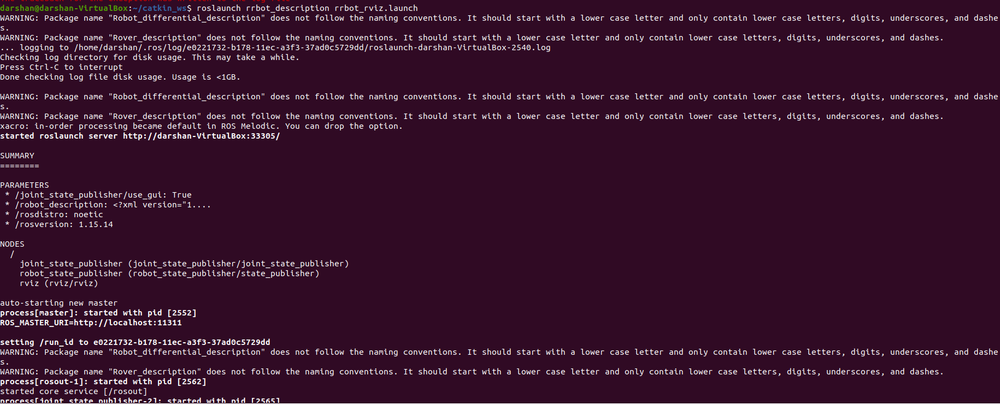 The traceback for the exception was written to the log file
darshan@darshan-VirtualBox:~/catkin_ws$ roslaunch rrbot_description rrbot_rviz.launch
WARNING: Package name "Robot_differential_description" does not follow the naming conventions. It should start with a lower case letter and only contain lower case letters, digits, underscores, and dashe
s.
WARNING: Package name "Rover_description" does not follow the naming conventions. It should start with a lower case letter and only contain lower case letters, digits, underscores, and dashes.
... logging to /home/darshan/.ros/log/e0221732-b178-11ec-a3f3-37ad0c5729dd/roslaunch-darshan-VirtualBox-2540.log
Checking log directory for disk usage. This may take a while.
Press Ctrl-C to interrupt
Done checking log file disk usage. Usage is <1GB.
WARNING: Package name "Robot_differential_description" does not follow the naming conventions. It should start with a lower case letter and only contain lower case letters, digits, underscores, and dashe
s.
WARNING: Package name "Rover_description" does not follow the naming conventions. It should start with a lower case letter and only contain lower case letters, digits, underscores, and dashes.
xacro: in-order processing became default in ROS Melodic. You can drop the option.
started roslaunch server http://darshan-VirtualBox:33305/
SUMMARY
========
PARAMETERS
 * /joint_state_publisher/use_gui: True
 * /robot_description: <?xml version="1....
 * /rosdistro: noetic
 * /rosversion: 1.15.14
NODES
  /
    joint_state_publisher (joint_state_publisher/joint_state_publisher)
    robot_state_publisher (robot_state_publisher/state_publisher)
    rviz (rviz/rviz)
auto-starting new master
process[master]: started with pid [2552]
ROS_MASTER_URI=http://localhost:11311
setting /run_id to e0221732-b178-11ec-a3f3-37ad0c5729dd
WARNING: Package name "Robot_differential_description" does not follow the naming conventions. It should start with a lower case letter and only contain lower case letters, digits, underscores, and dashe
s.
WARNING: Package name "Rover_description" does not follow the naming conventions. It should start with a lower case letter and only contain lower case letters, digits, underscores, and dashes.
process[rosout-1]: started with pid [2562]
started core service [/rosout]
process[joint_state_publisher-2]: started with pid [2565]